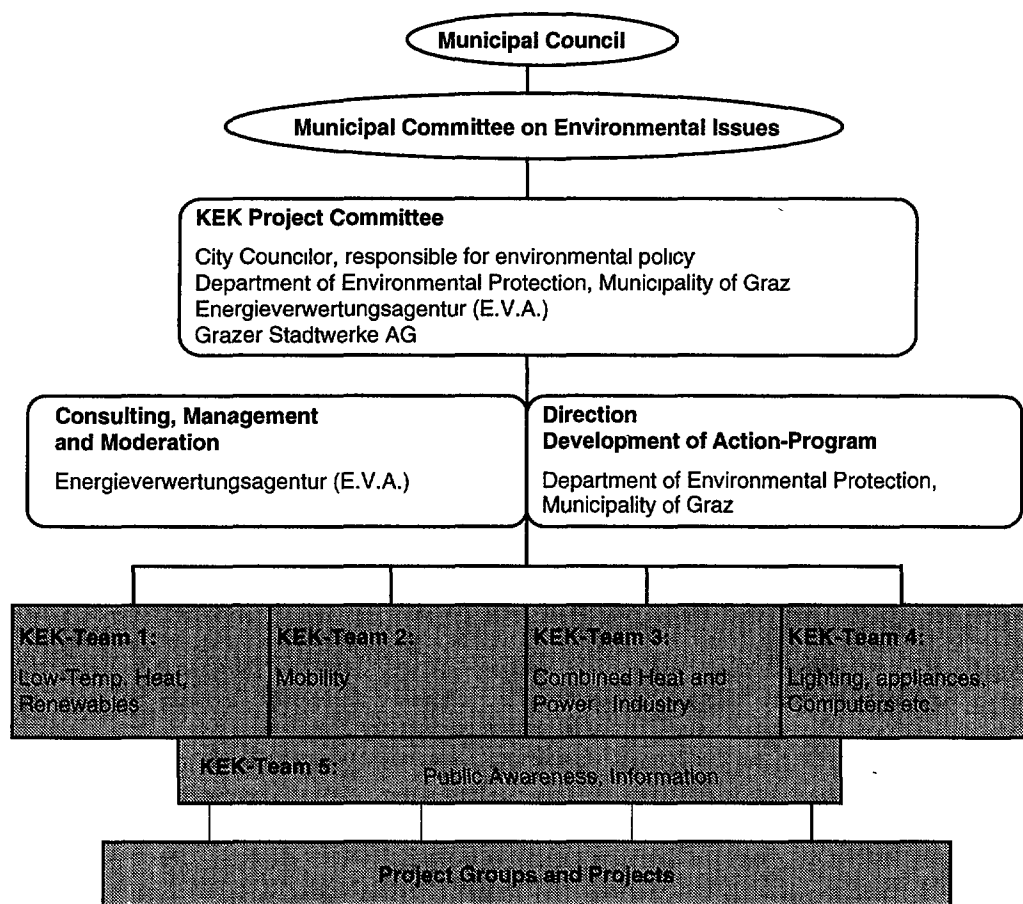 Municipal Council
Municipal Committee on Environmental Issues
KEK Project Committee
City Councilor, responsible for environmental policy
Department of Environmental Protection, Municipality of Graz
Energieverwertungsagentur (E.V.A.)
Grazer Stadtwerke AG
Consulting, Management
and Moderation
Energieverwertungsagentur (E.V.A.)
Direction
Development of Action-Program
Department of Environmental Protection,
Municipality of Graz
KEK-Team 1:
Low-Temp, Heat,
Renewables
KEK-Team 2:
Mobility
KEK-Team 3:
Combined Heat and
Power, Industry
KEK-Team 4:
Lighting, appliances,
Computers etc.
KEK-Team 5: Public Awareness, Information
Project Groups and Projects